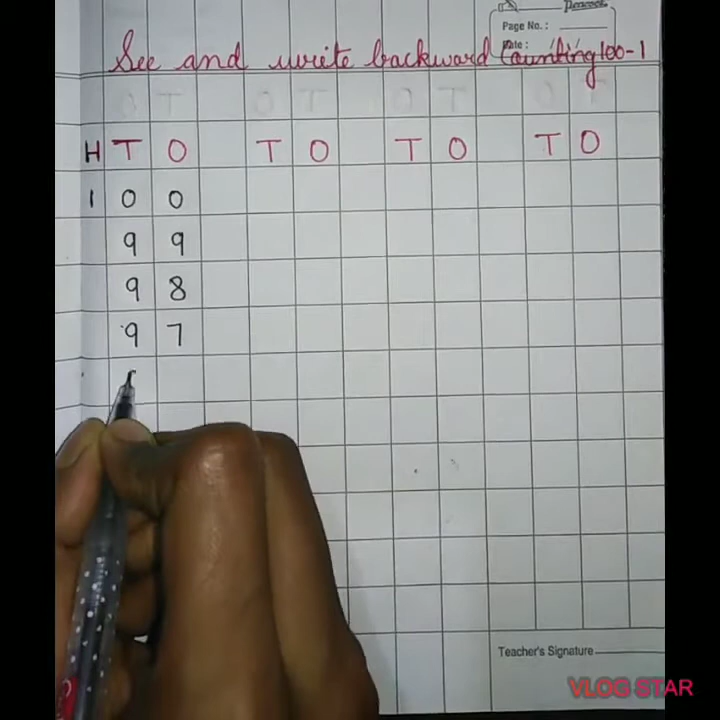 Peacock
Page No.:
Date:
See and write backward Counting 100-1
H T O T O T O T O
1 0 0
9 9
9 8
9 7
Teacher's Signature
VLOG STAR